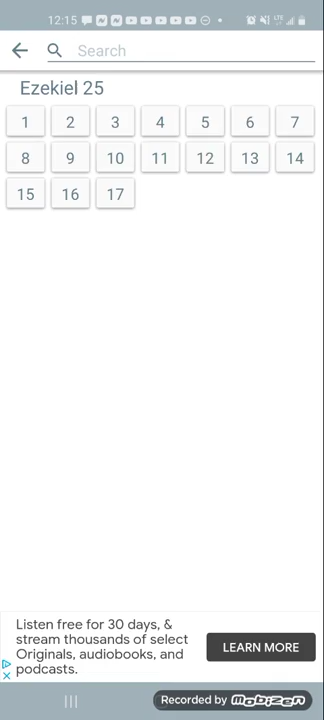 12:15
Search
Ezekiel 25
1 2 3 4 5 6 7
8 9 10 11 12 13 14
15 16 17
Listen free for 30 days, &
stream thousands of select
Originals, audiobooks, and
podcasts.
LEARN MORE
Recorded by mobizen